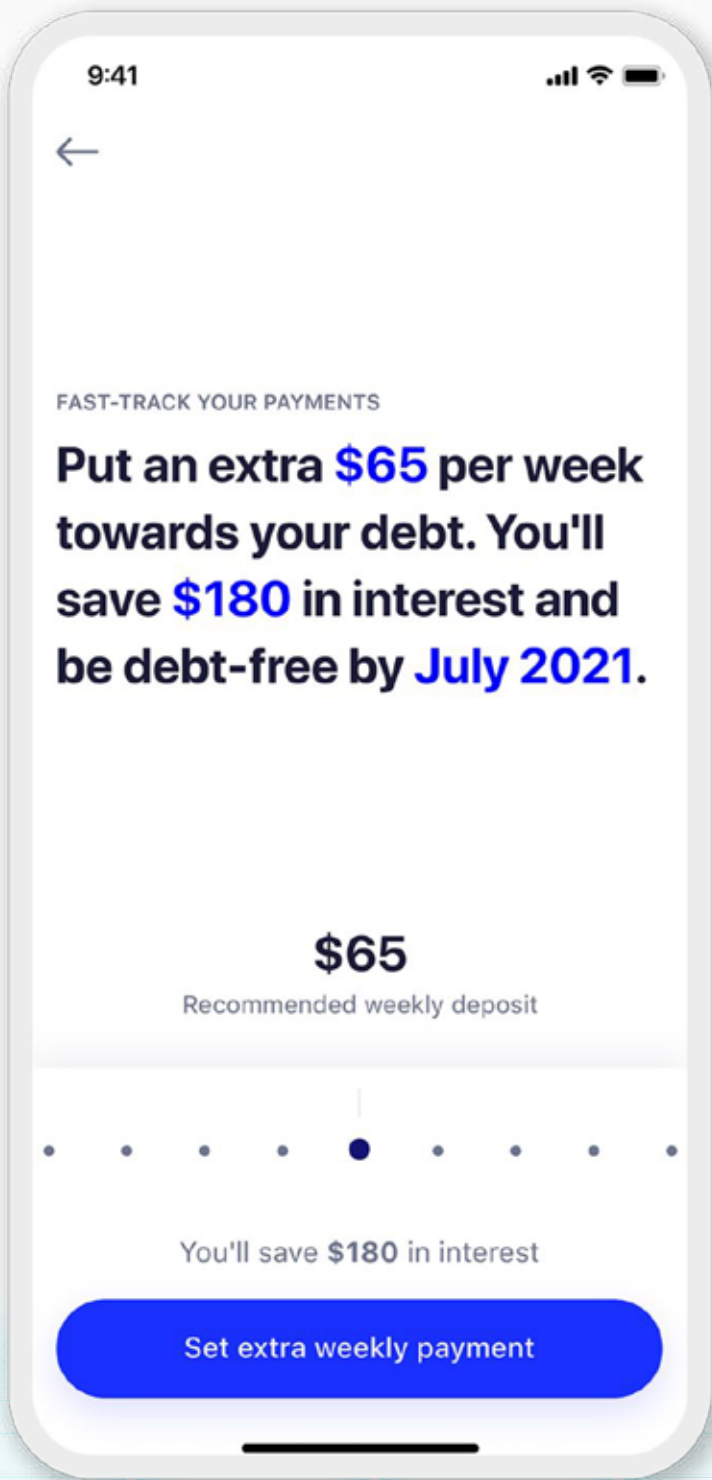 9:41
FAST-TRACK YOUR PAYMENTS
Put an extra $65 per week
towards your debt. You'll
save $180 in interest and
be debt-free by July 2021.
$65
Recommended weekly deposit
You'll save $180 in interest
Set extra weekly payment